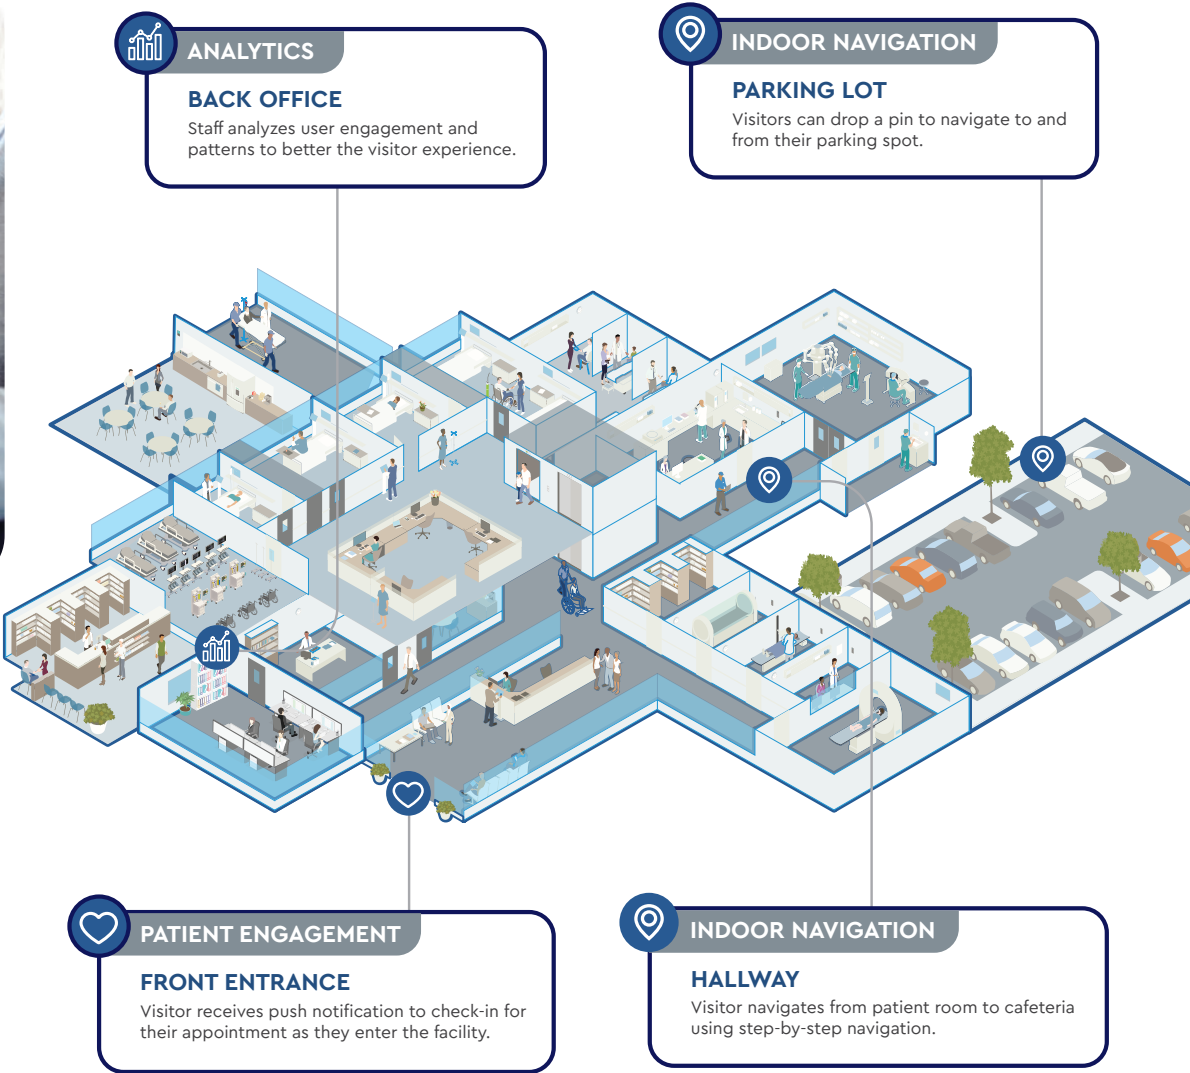 ANALYTICS
BACK OFFICE
Staff analyzes user engagement and
patterns to better the visitor experience.
INDOOR NAVIGATION
PARKING LOT
Visitors can drop a pin to navigate to and
from their parking spot.
PATIENT ENGAGEMENT
FRONT ENTRANCE
Visitor receives push notification to check-in for
their appointment as they enter the facility.
INDOOR NAVIGATION
HALLWAY
Visitor navigates from patient room to cafeteria
using step-by-step navigation.